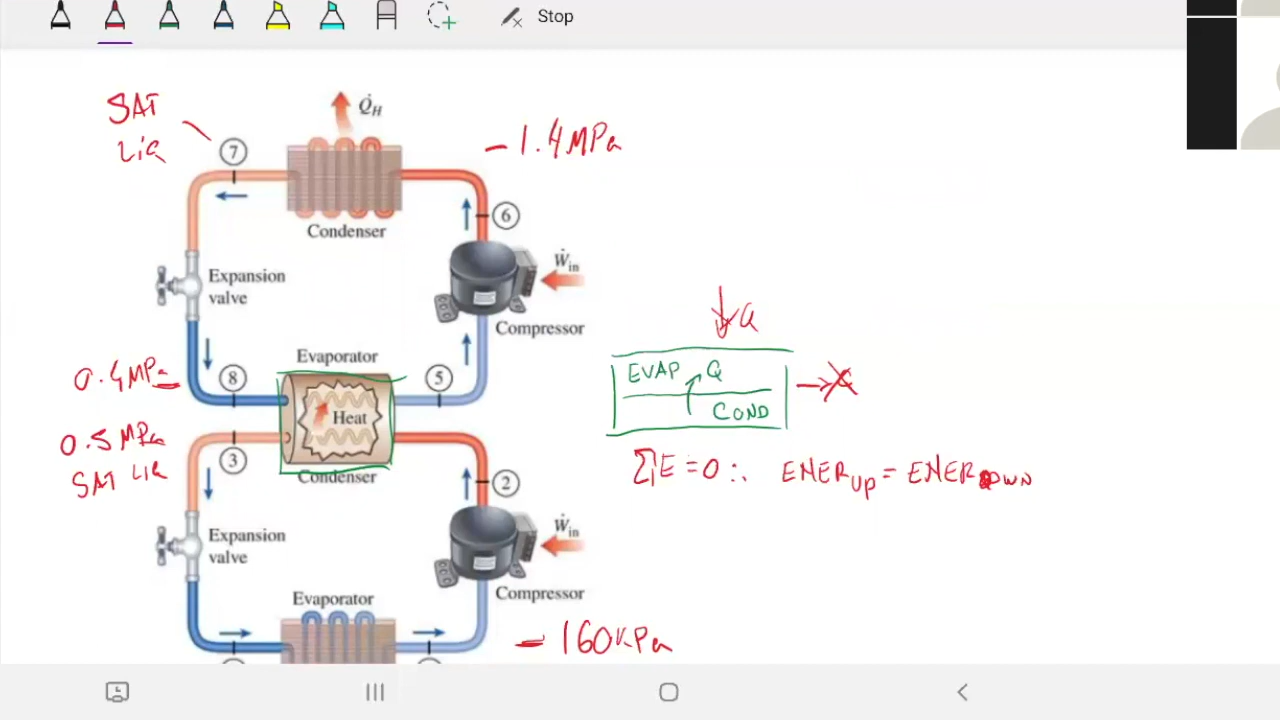 Stop
SAT
LIQ
7
Q̇H
- 1.4 MPa
Condenser
6
Expansion
valve
Ẇin
Compressor
Q
Evaporator
0.4 MPa
8
5
Heat
EVAP Q
COND
0.5 MPa
SAT LIQ
3
Condenser
2
ΣE = 0 ∴ ENERUP = ENERDOWN
Expansion
valve
Ẇin
Compressor
Evaporator
- 160 KPa